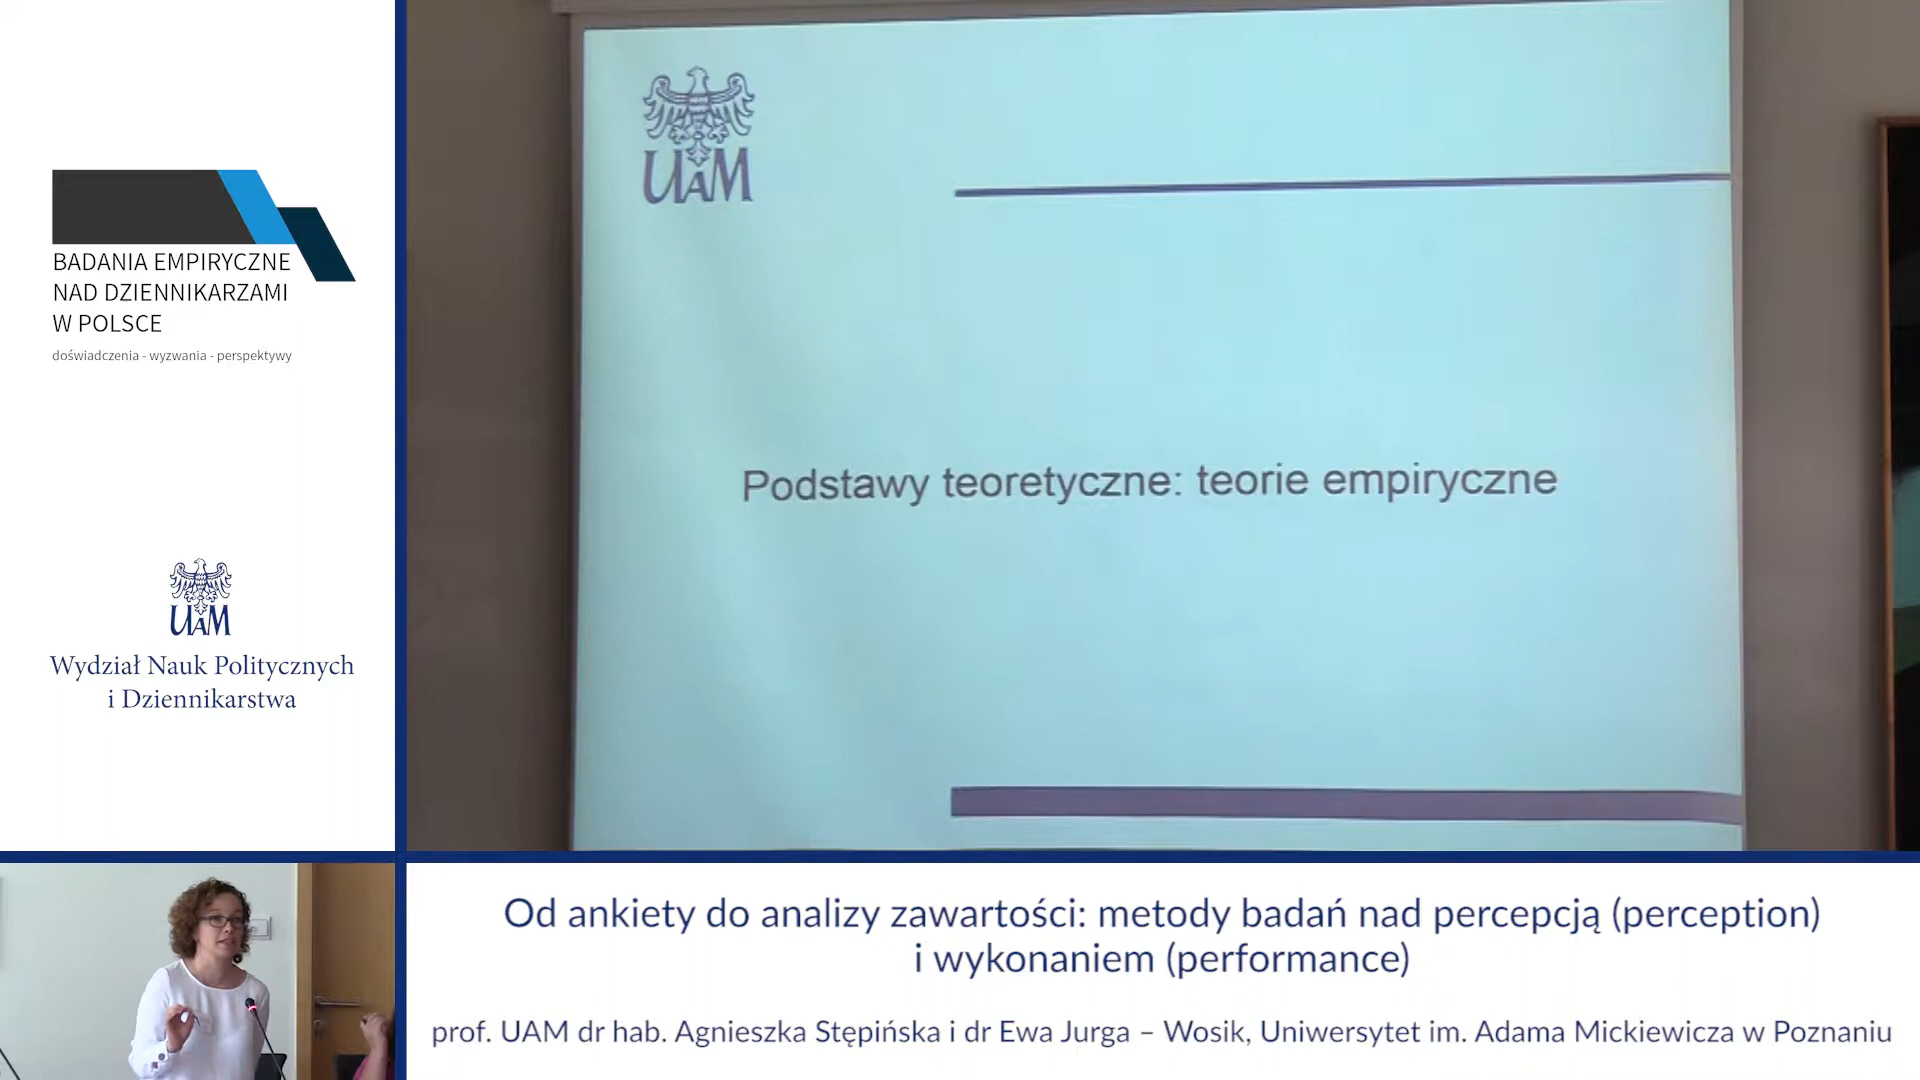 BADANIA EMPIRYCZNE
NAD DZIENNIKARZAMI
W POLSCE
doświadczenia - wyzwania - perspektywy
UAM
Wydział Nauk Politycznych
i Dziennikarstwa
UAM
Podstawy teoretyczne: teorie empiryczne
Od ankiety do analizy zawartości: metody badań nad percepcją (perception)
i wykonaniem (performance)
prof. UAM dr hab. Agnieszka Stępińska i dr Ewa Jurga – Wosik, Uniwersytet im. Adama Mickiewicza w Poznaniu